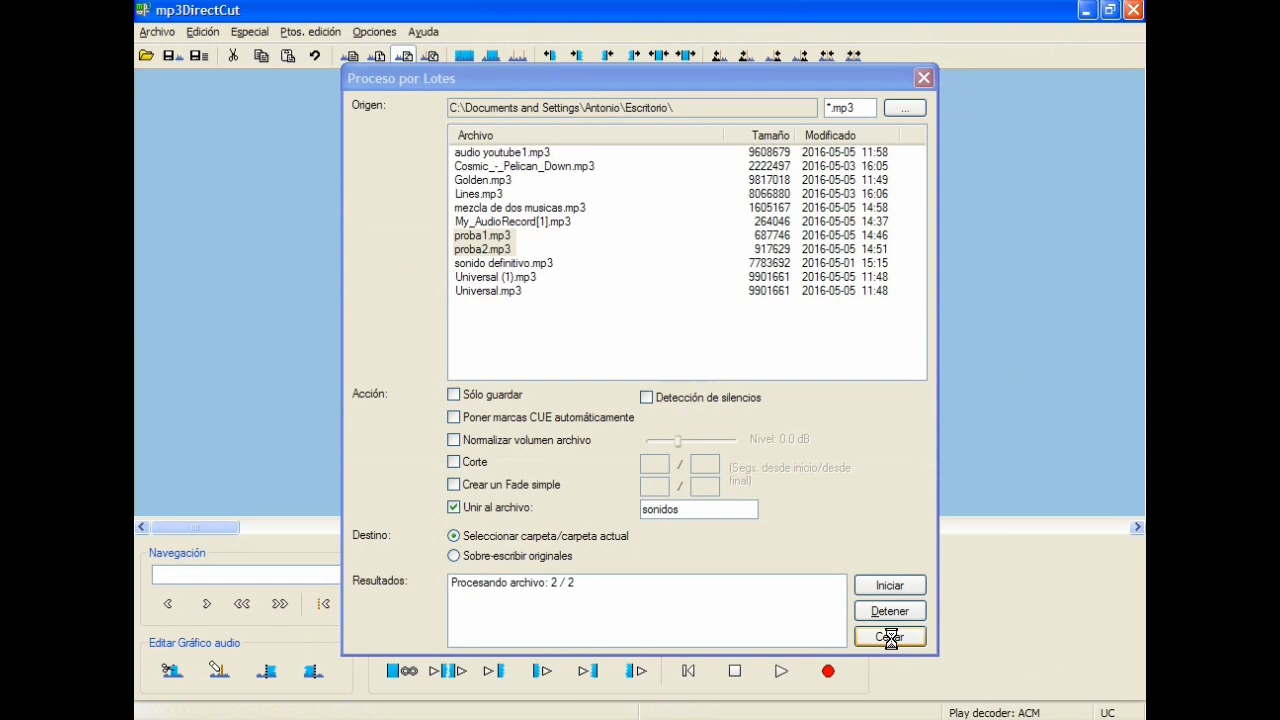 mp3DirectCut
Archivo Edición Especial Ptos. edición Opciones Ayuda
Proceso por Lotes
Origen: C:\Documents and Settings\Antonio\Escritorio\ *.mp3 ...
Archivo Tamaño Modificado
audio youtube1.mp3 9608679 2016-05-05 11:58
Cosmic_-_Pelican_Down.mp3 2222497 2016-05-03 16:05
Golden.mp3 9817018 2016-05-05 11:49
Lines.mp3 8066880 2016-05-03 16:06
mezcla de dos musicas.mp3 1605167 2016-05-05 14:58
My_AudioRecord[1].mp3 264046 2016-05-05 14:37
proba1.mp3 687746 2016-05-05 14:46
proba2.mp3 917629 2016-05-05 14:51
sonido definitivo.mp3 7783692 2016-05-01 15:15
Universal (1).mp3 9901661 2016-05-05 11:48
Universal.mp3 9901661 2016-05-05 11:48
Acción: Sólo guardar Detección de silencios
Poner marcas CUE automáticamente
Normalizar volumen archivo Nivel: 0.0 dB
Corte / (Segs. desde inicio/desde
final)
Crear un Fade simple /
Unir al archivo: sonidos
Destino: Seleccionar carpeta/carpeta actual
Sobre-escribir originales
Resultados: Procesando archivo: 2 / 2
Iniciar
Detener
Navegación
Editar Gráfico audio
Play decoder: ACM UC